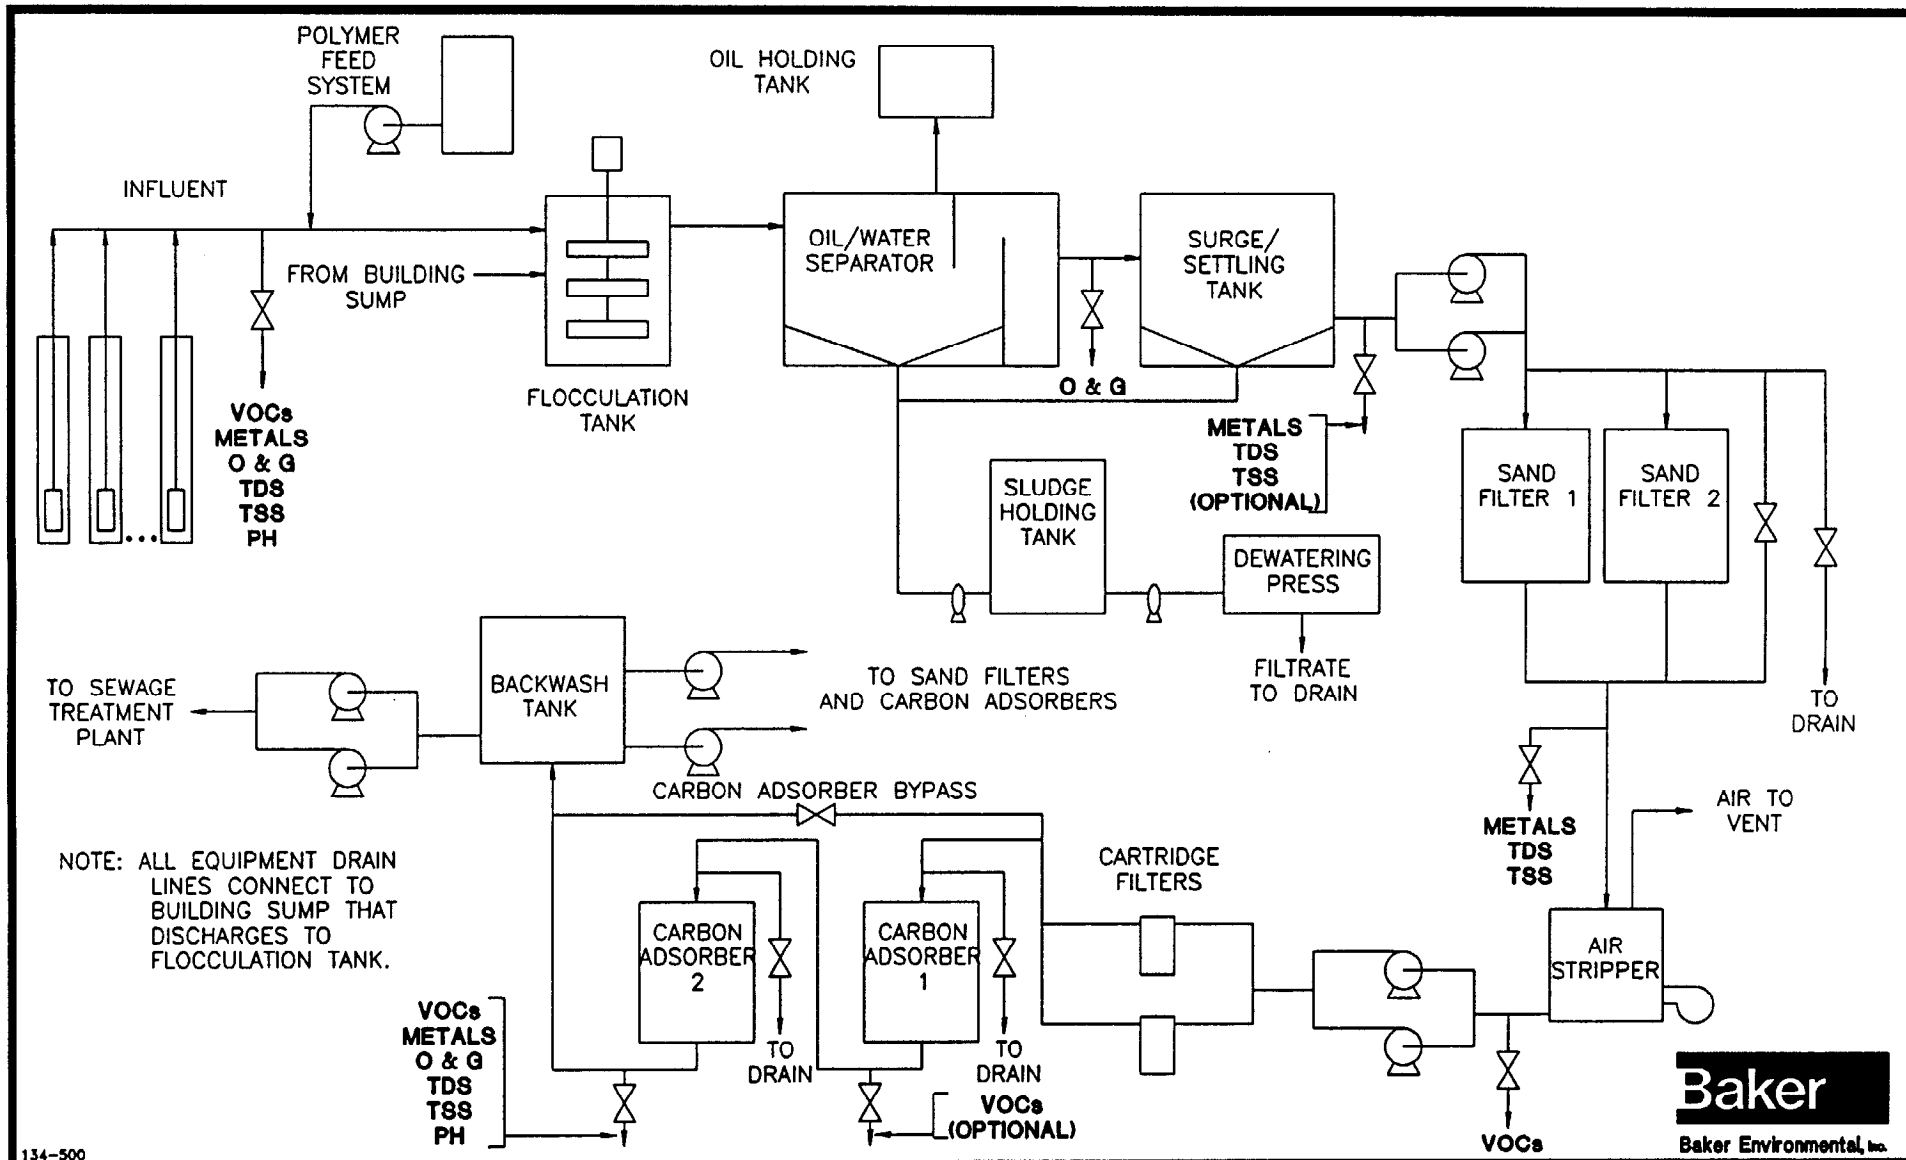 POLYMER
FEED
SYSTEM
OIL HOLDING
TANK
INFLUENT
FROM BUILDING
SUMP
OIL/WATER
SEPARATOR
SURGE/
SETTLING
TANK
FLOCCULATION
TANK
O & G
VOCs
METALS
O & G
TDS
TSS
PH
METALS
TDS
TSS
(OPTIONAL)
SAND
FILTER 1
SAND
FILTER 2
SLUDGE
HOLDING
TANK
DEWATERING
PRESS
FILTRATE
TO DRAIN
TO
DRAIN
TO SEWAGE
TREATMENT
PLANT
BACKWASH
TANK
TO SAND FILTERS
AND CARBON ADSORBERS
CARBON ADSORBER BYPASS
METALS
TDS
TSS
AIR TO
VENT
NOTE: ALL EQUIPMENT DRAIN
LINES CONNECT TO
BUILDING SUMP THAT
DISCHARGES TO
FLOCCULATION TANK.
CARTRIDGE
FILTERS
CARBON
ADSORBER
2
CARBON
ADSORBER
1
AIR
STRIPPER
TO
DRAIN
TO
DRAIN
VOCs
METALS
O & G
TDS
TSS
PH
VOCs
(OPTIONAL)
VOCs
Baker
Baker Environmental, Inc.
134-500